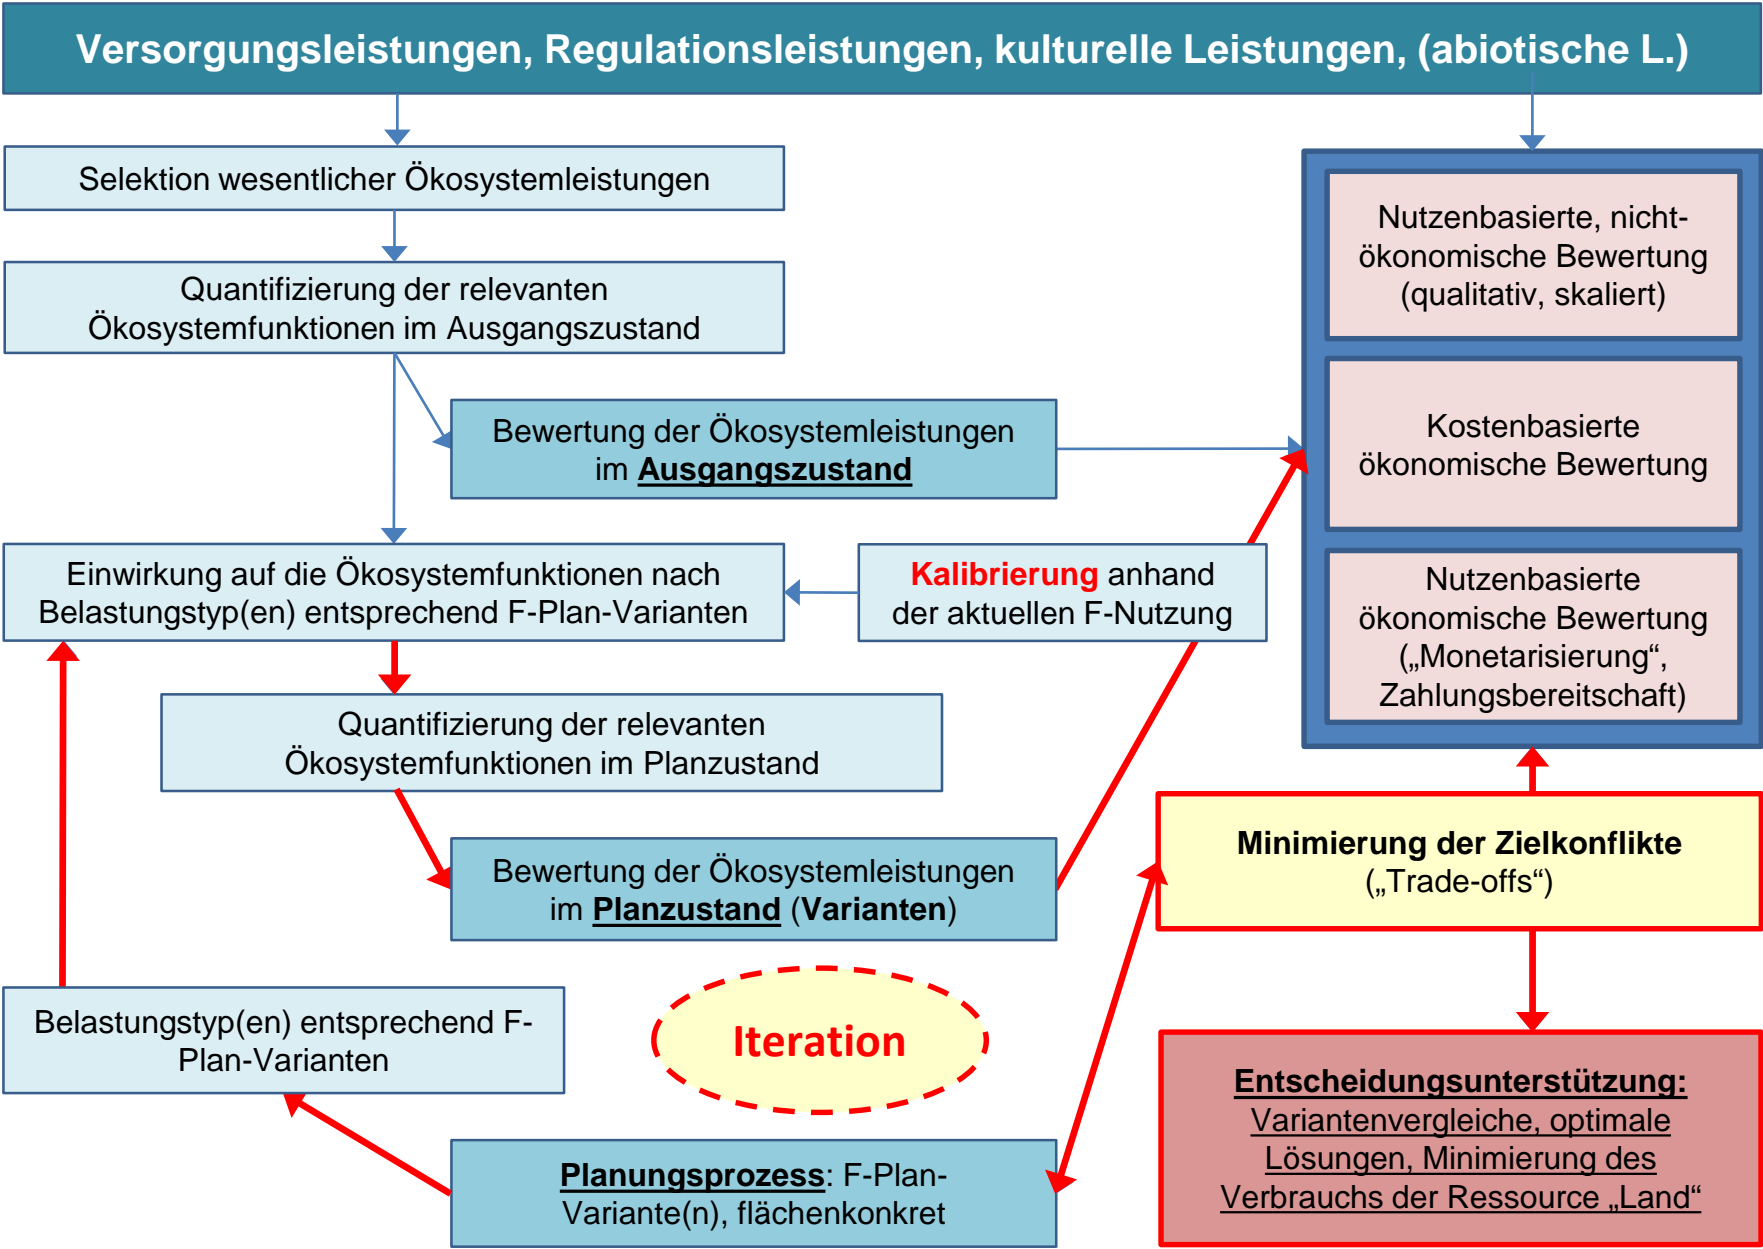 Versorgungsleistungen, Regulationsleistungen, kulturelle Leistungen, (abiotische L.)
Selektion wesentlicher Ökosystemleistungen
Quantifizierung der relevanten
Ökosystemfunktionen im Ausgangszustand
Bewertung der Ökosystemleistungen
im Ausgangszustand
Einwirkung auf die Ökosystemfunktionen nach
Belastungstyp(en) entsprechend F-Plan-Varianten
Kalibrierung anhand
der aktuellen F-Nutzung
Quantifizierung der relevanten
Ökosystemfunktionen im Planzustand
Bewertung der Ökosystemleistungen
im Planzustand (Varianten)
Belastungstyp(en) entsprechend F-
Plan-Varianten
Iteration
Planungsprozess: F-Plan-
Variante(n), flächenkonkret
Nutzenbasierte, nicht-
ökonomische Bewertung
(qualitativ, skaliert)
Kostenbasierte
ökonomische Bewertung
Nutzenbasierte
ökonomische Bewertung
(„Monetarisierung“,
Zahlungsbereitschaft)
Minimierung der Zielkonflikte
(„Trade-offs“)
Entscheidungsunterstützung:
Variantenvergleiche, optimale
Lösungen, Minimierung des
Verbrauchs der Ressource „Land“